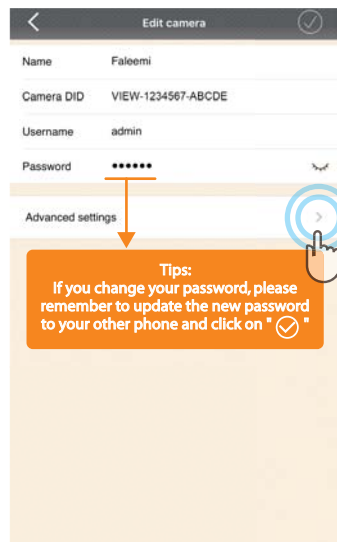 Edit camera
Name Faleemi
Camera DID VIEW-1234567-ABCDE
Username admin
Password ••••••
Advanced settings
Tips:
If you change your password, please
remember to update the new password
to your other phone and click on " "